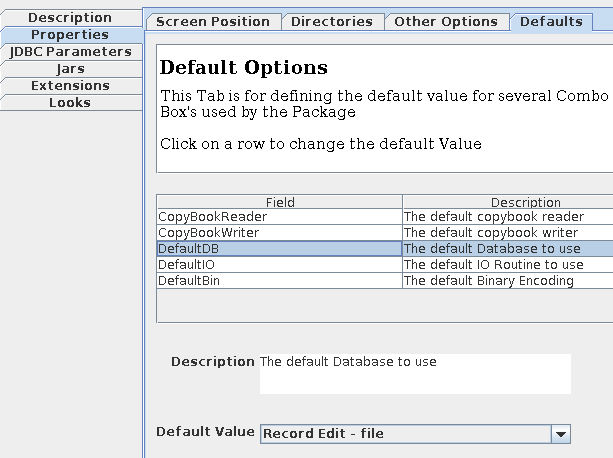 Description
Properties
JDBC Parameters
Jars
Extensions
Looks
Screen Position Directories Other Options Defaults
Default Options
This Tab is for defining the default value for several Combo
Box's used by the Package
Click on a row to change the default Value
Field Description
CopyBookReader The default copybook reader
CopyBookWriter The default copybook writer
DefaultDB The default Database to use
DefaultIO The default IO Routine to use
DefaultBin The default Binary Encoding
Description The default Database to use
Default Value Record Edit - file